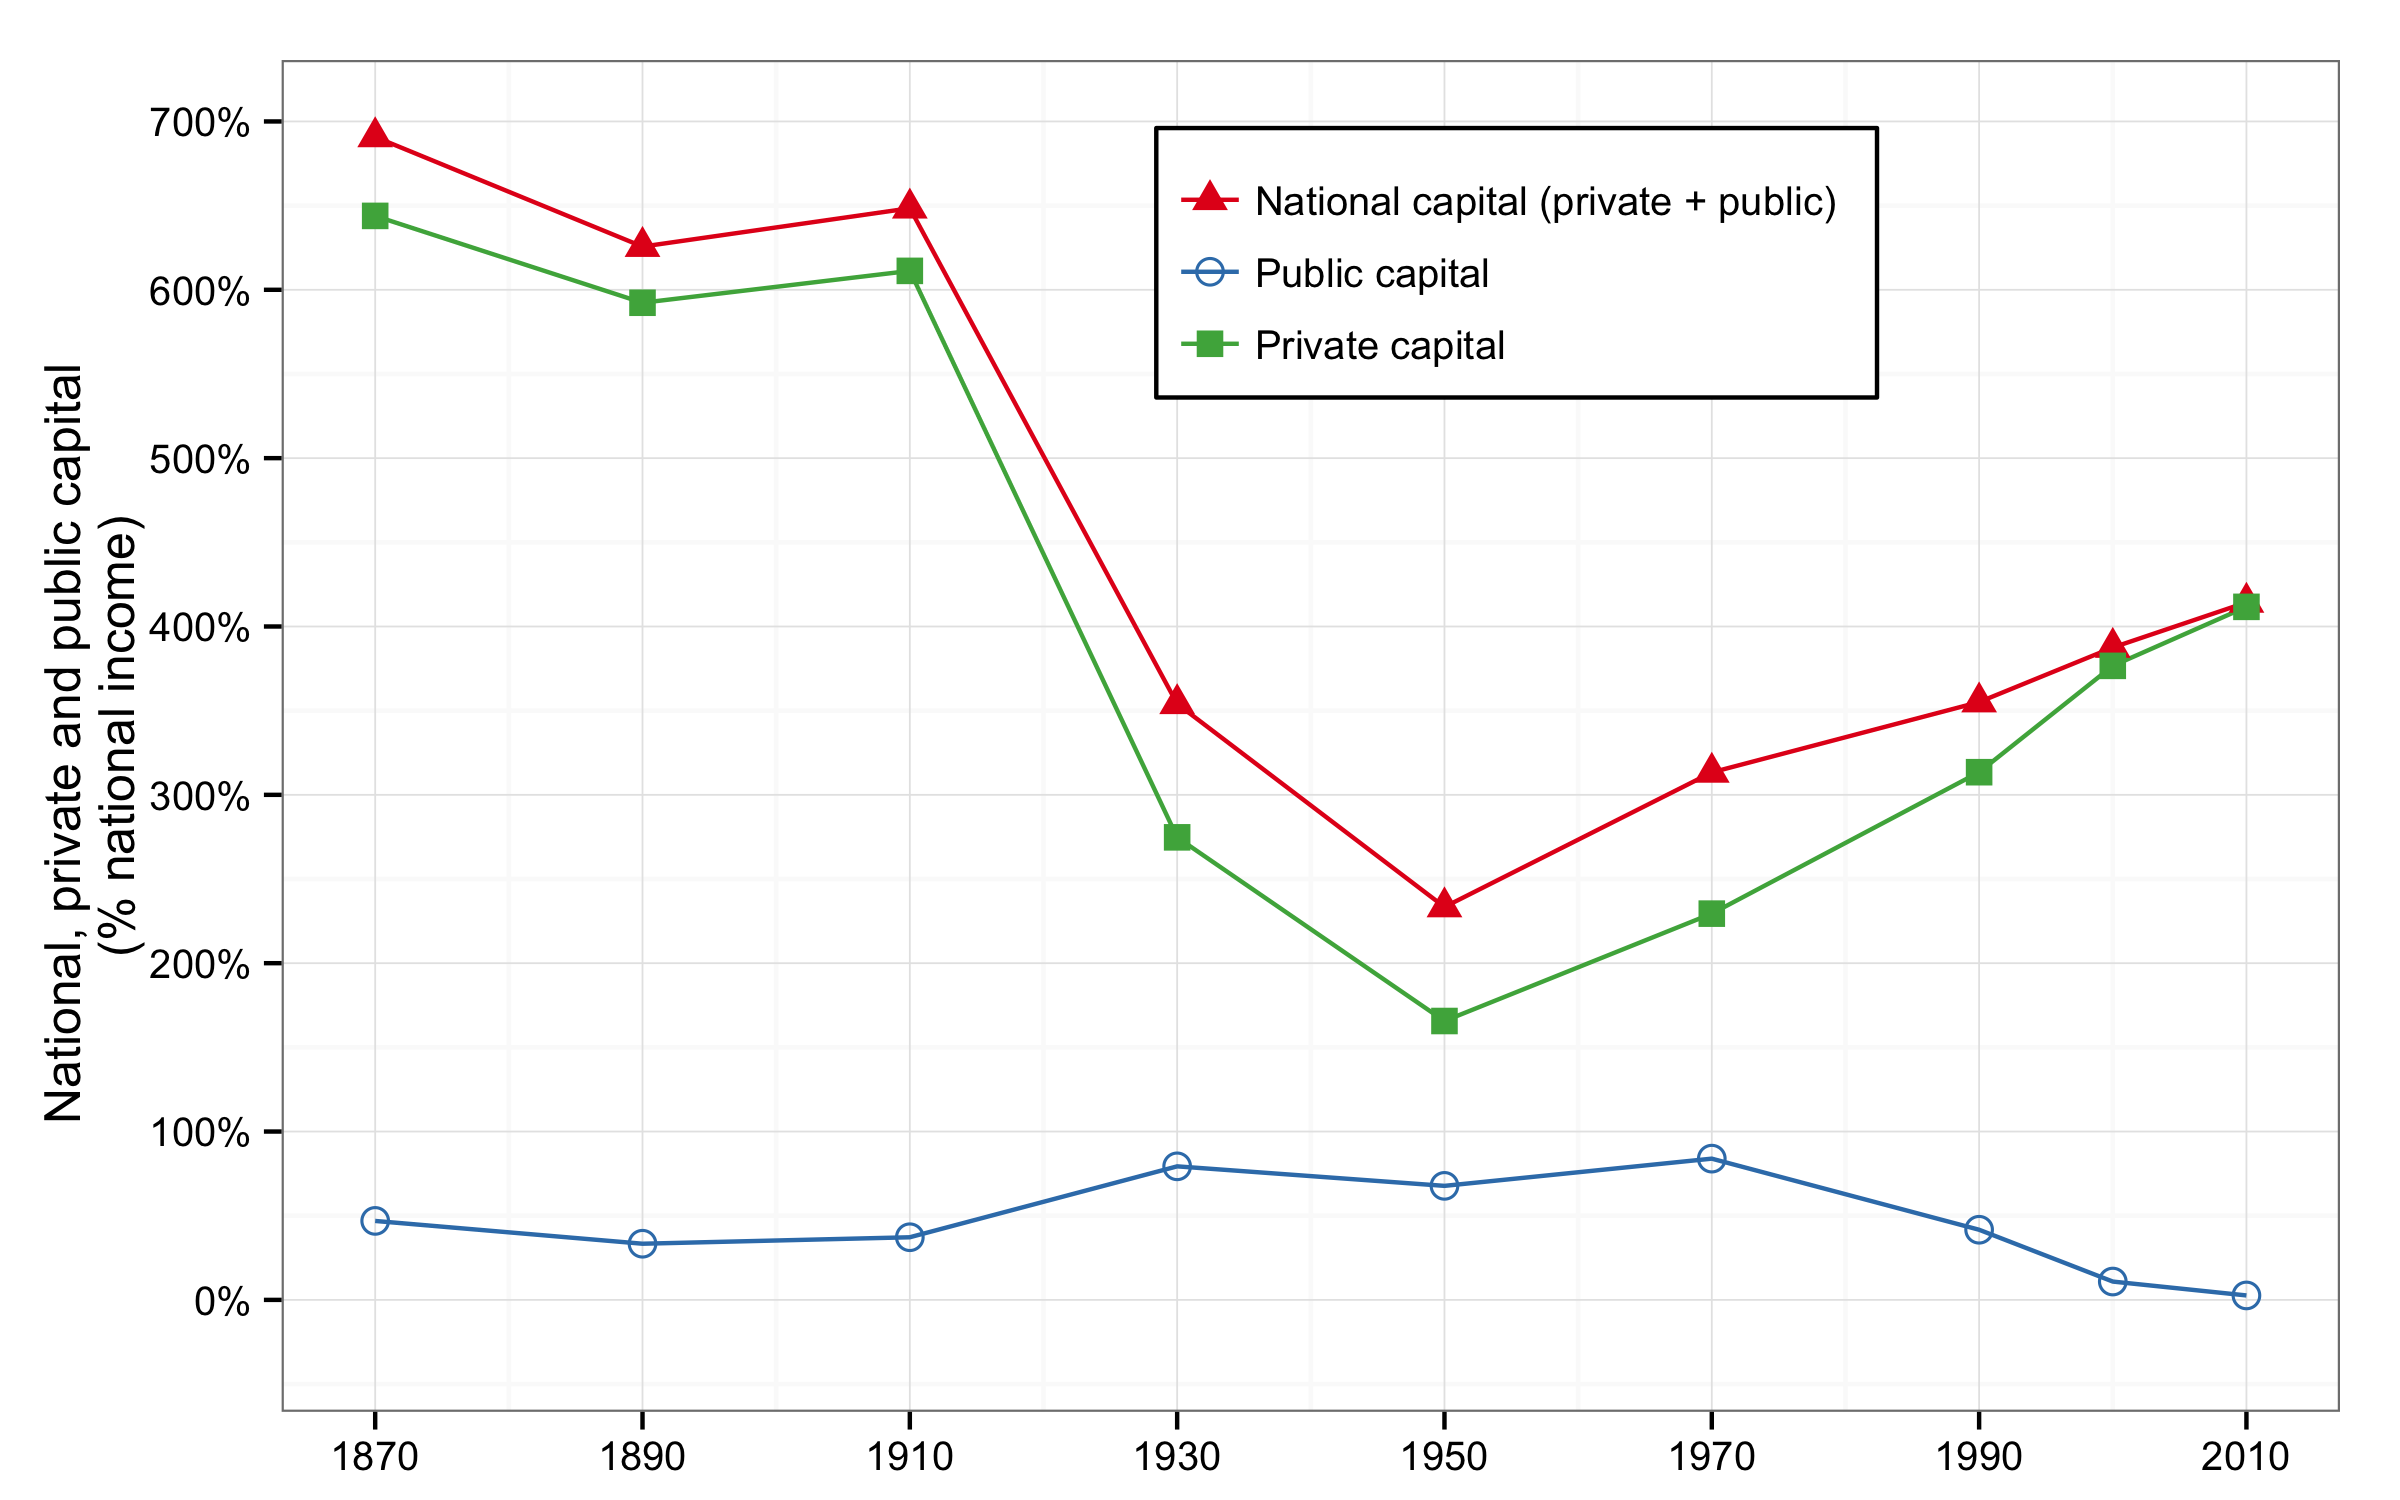 National, private and public capital
(% national income)
700%
600%
500%
400%
300%
200%
100%
0%
National capital (private + public)
Public capital
Private capital
1870 1890 1910 1930 1950 1970 1990 2010